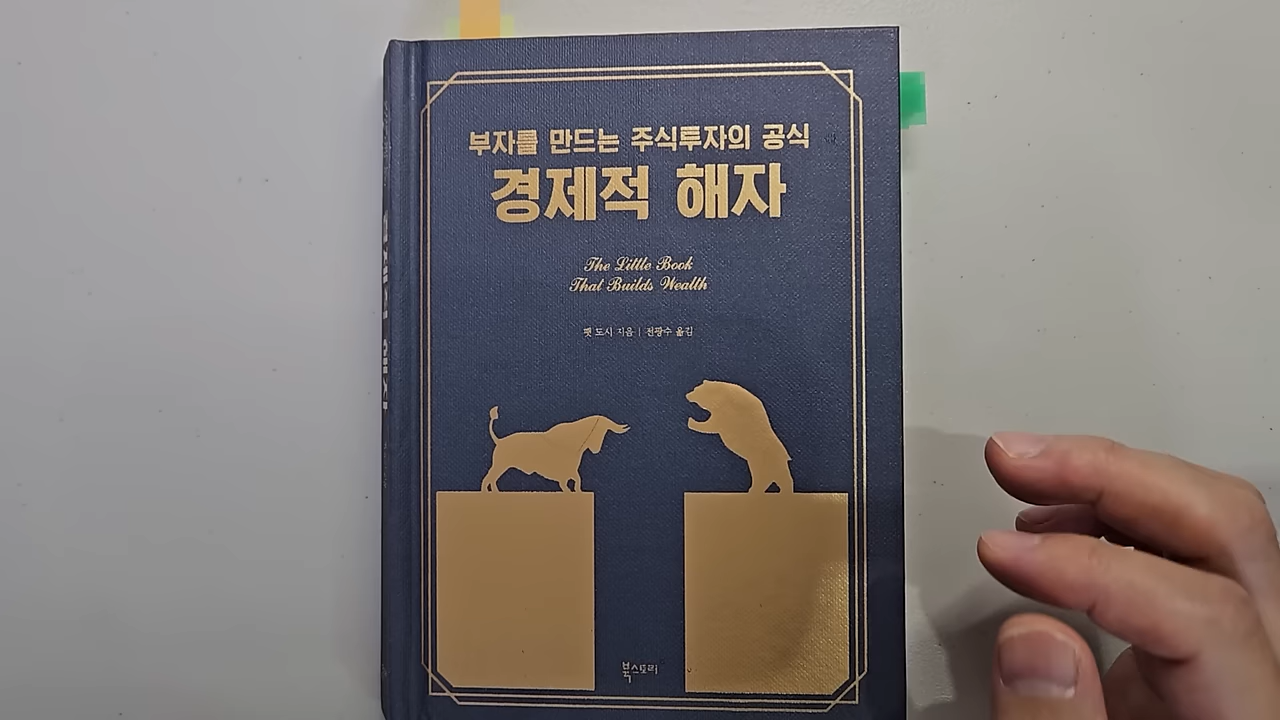 부자를 만드는 주식투자의 공식
경제적 해자
The Little Book
That Builds Wealth
팻 도시 지음 | 전광수 옮김
북스토리